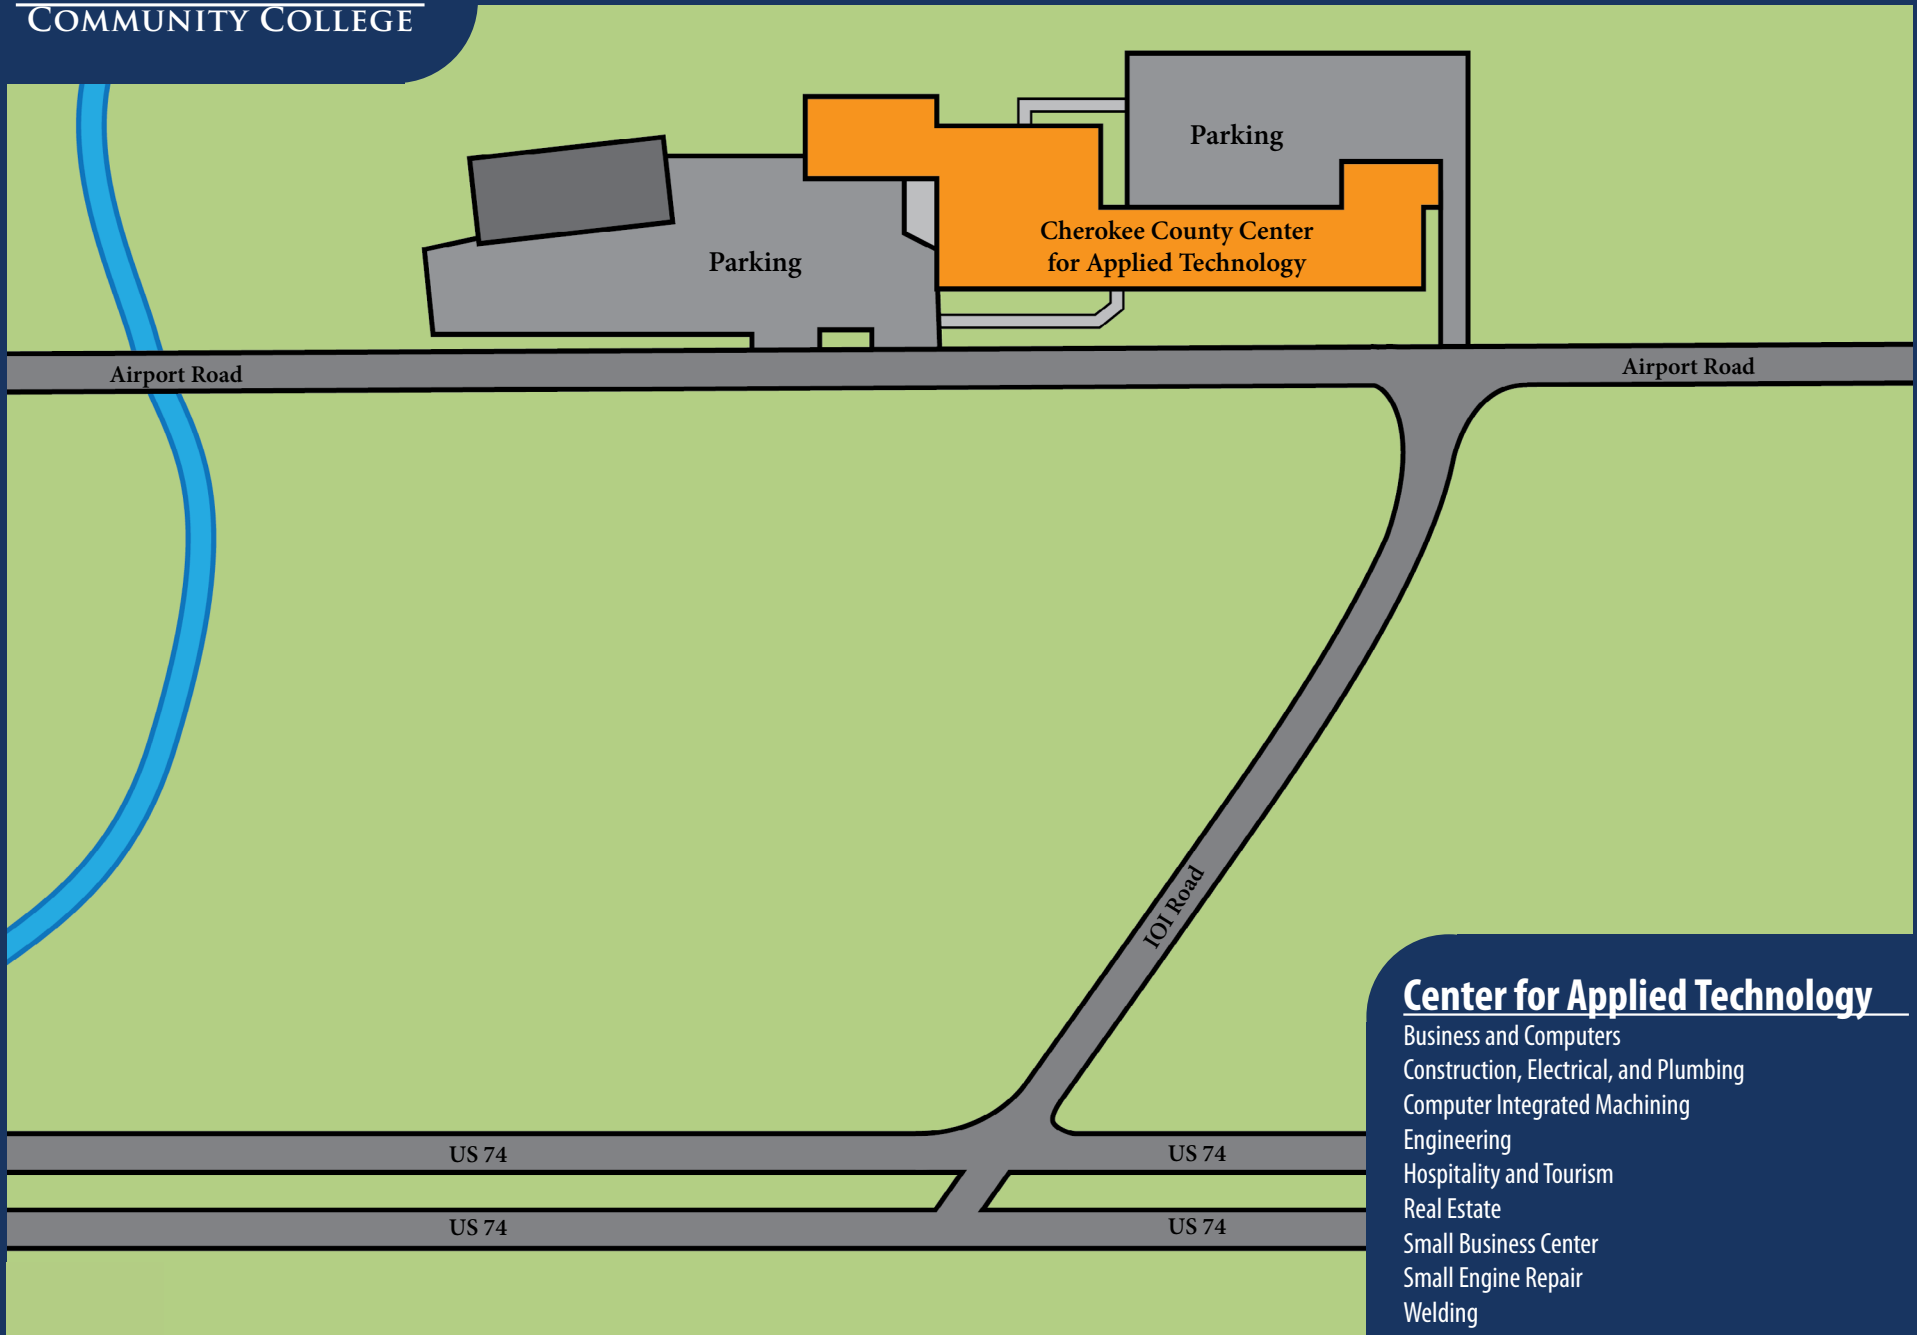 COMMUNITY COLLEGE
Parking
Parking
Cherokee County Center
for Applied Technology
Airport Road
Airport Road
IOI Road
US 74
US 74
US 74
US 74
Center for Applied Technology
Business and Computers
Construction, Electrical, and Plumbing
Computer Integrated Machining
Engineering
Hospitality and Tourism
Real Estate
Small Business Center
Small Engine Repair
Welding